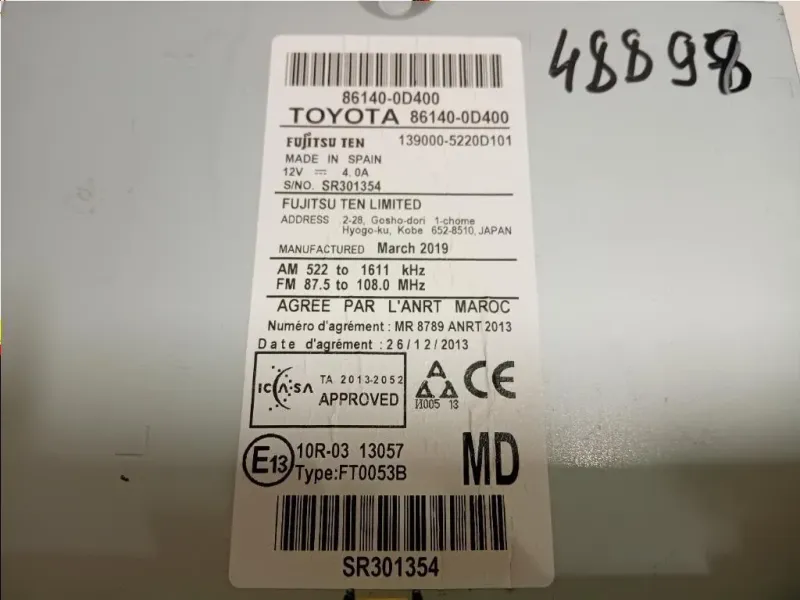 48898
86140-0D400
TOYOTA 86140-0D400
FUJITSU TEN 139000-5220D101
MADE IN SPAIN
12V ⎓ 4.0A
S/NO. SR301354
FUJITSU TEN LIMITED
ADDRESS 2-28, Gosho-dori 1-chome
Hyogo-ku, Kobe 652-8510, JAPAN
MANUFACTURED March 2019
AM 522 to 1611 kHz
FM 87.5 to 108.0 MHz
AGREE PAR L'ANRT MAROC
Numéro d'agrément : MR 8789 ANRT 2013
Date d'agrément : 26/12/2013
ICASA TA 2013-2052
APPROVED
И005 13
CE
E13 10R-03 13057
Type:FT0053B
MD
SR301354